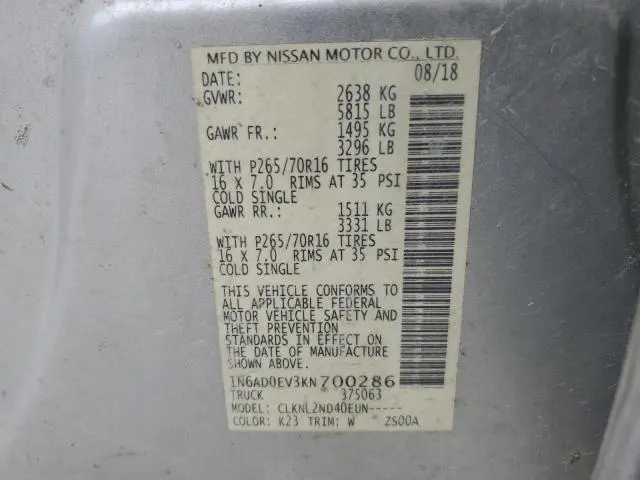 MFD BY NISSAN MOTOR CO., LTD.
DATE: 08/18
GVWR: 2638 KG
5815 LB
GAWR FR.: 1495 KG
3296 LB
WITH P265/70R16 TIRES
16 X 7.0 RIMS AT 35 PSI
COLD SINGLE
GAWR RR.: 1511 KG
3331 LB
WITH P265/70R16 TIRES
16 X 7.0 RIMS AT 35 PSI
COLD SINGLE
THIS VEHICLE CONFORMS TO
ALL APPLICABLE FEDERAL
MOTOR VEHICLE SAFETY AND
THEFT PREVENTION
STANDARDS IN EFFECT ON
THE DATE OF MANUFACTURE
SHOWN ABOVE.
1N6AD0EV3KN700286
TRUCK 375063
MODEL: CLKNL2ND40EUN-----
COLOR: K23 TRIM: W ZS00A